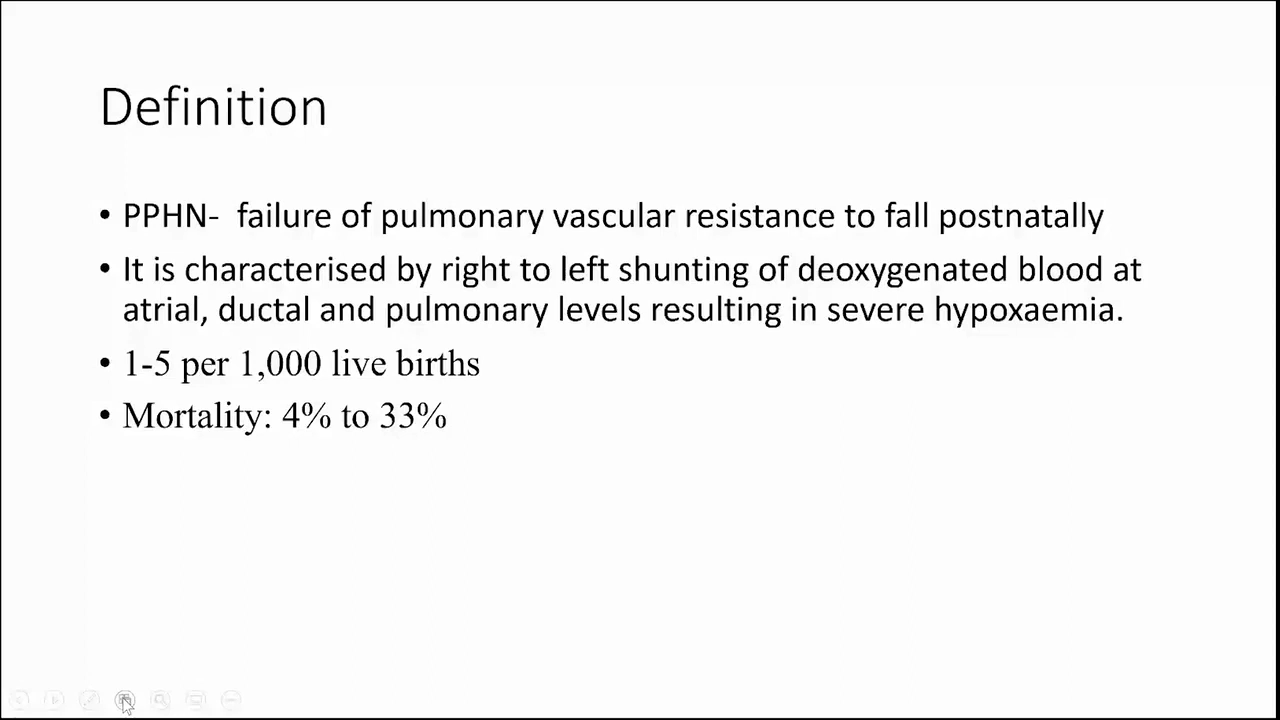 Definition
• PPHN-  failure of pulmonary vascular resistance to fall postnatally
• It is characterised by right to left shunting of deoxygenated blood at
atrial, ductal and pulmonary levels resulting in severe hypoxaemia.
• 1-5 per 1,000 live births
• Mortality: 4% to 33%